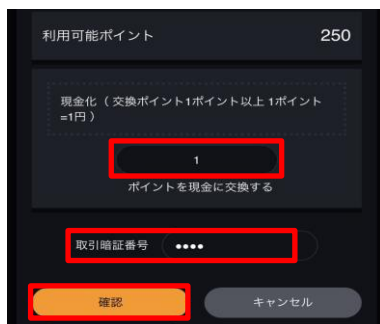 利用可能ポイント 250
現金化（ 交換ポイント1ポイント以上 1ポイント
=1円 ）
1
ポイントを現金に交換する
取引暗証番号 ••••
確認 キャンセル